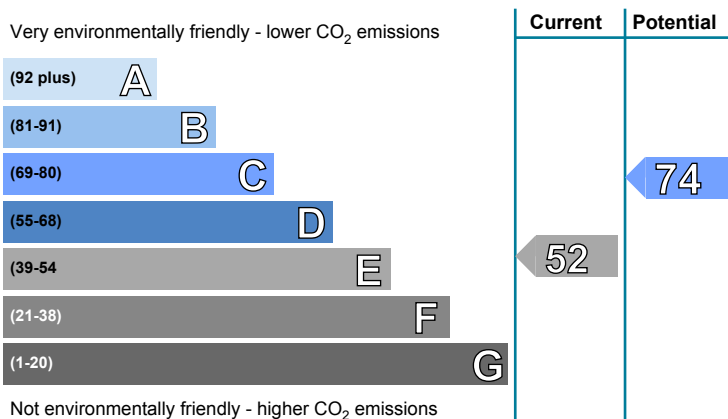 Current Potential
Very environmentally friendly - lower CO2 emissions
(92 plus) A
(81-91) B
(69-80) C
74
(55-68) D
(39-54 E
52
(21-38) F
(1-20) G
Not environmentally friendly - higher CO2 emissions